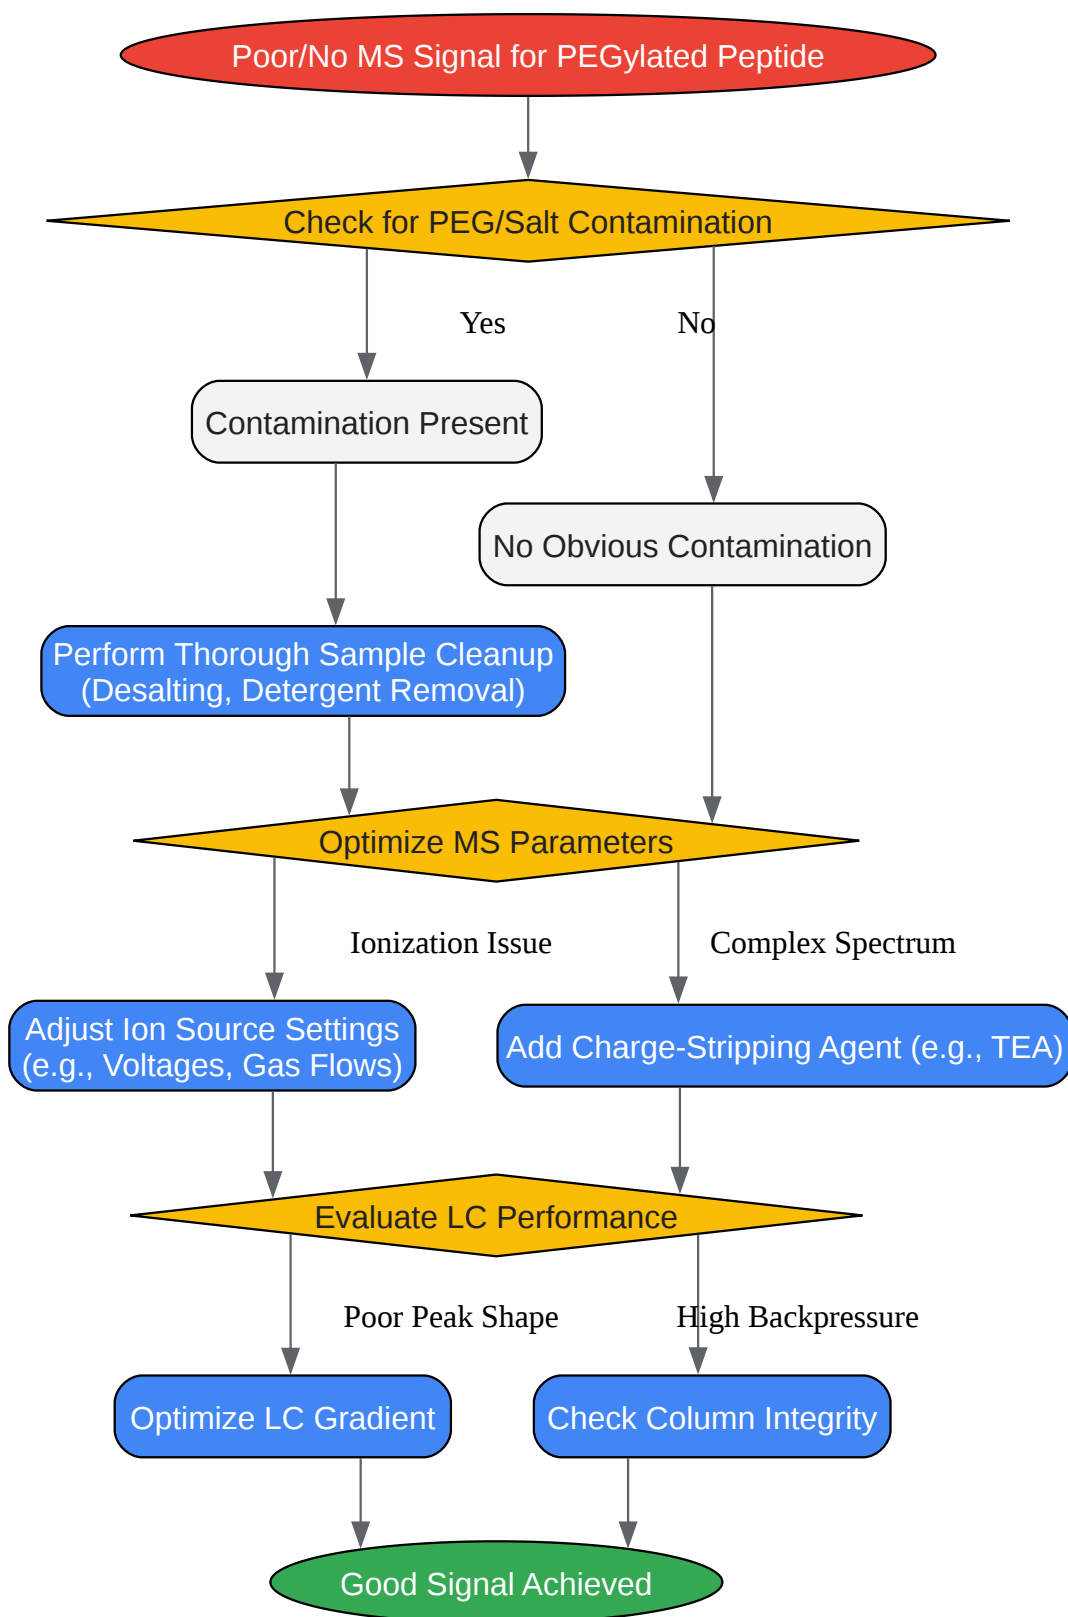 Poor/No MS Signal for PEGylated Peptide
Check for PEG/Salt Contamination
Yes
No
Contamination Present
No Obvious Contamination
Perform Thorough Sample Cleanup
(Desalting, Detergent Removal)
Optimize MS Parameters
Ionization Issue
Complex Spectrum
Adjust Ion Source Settings
(e.g., Voltages, Gas Flows)
Add Charge-Stripping Agent (e.g., TEA)
Evaluate LC Performance
Poor Peak Shape
High Backpressure
Optimize LC Gradient
Check Column Integrity
Good Signal Achieved